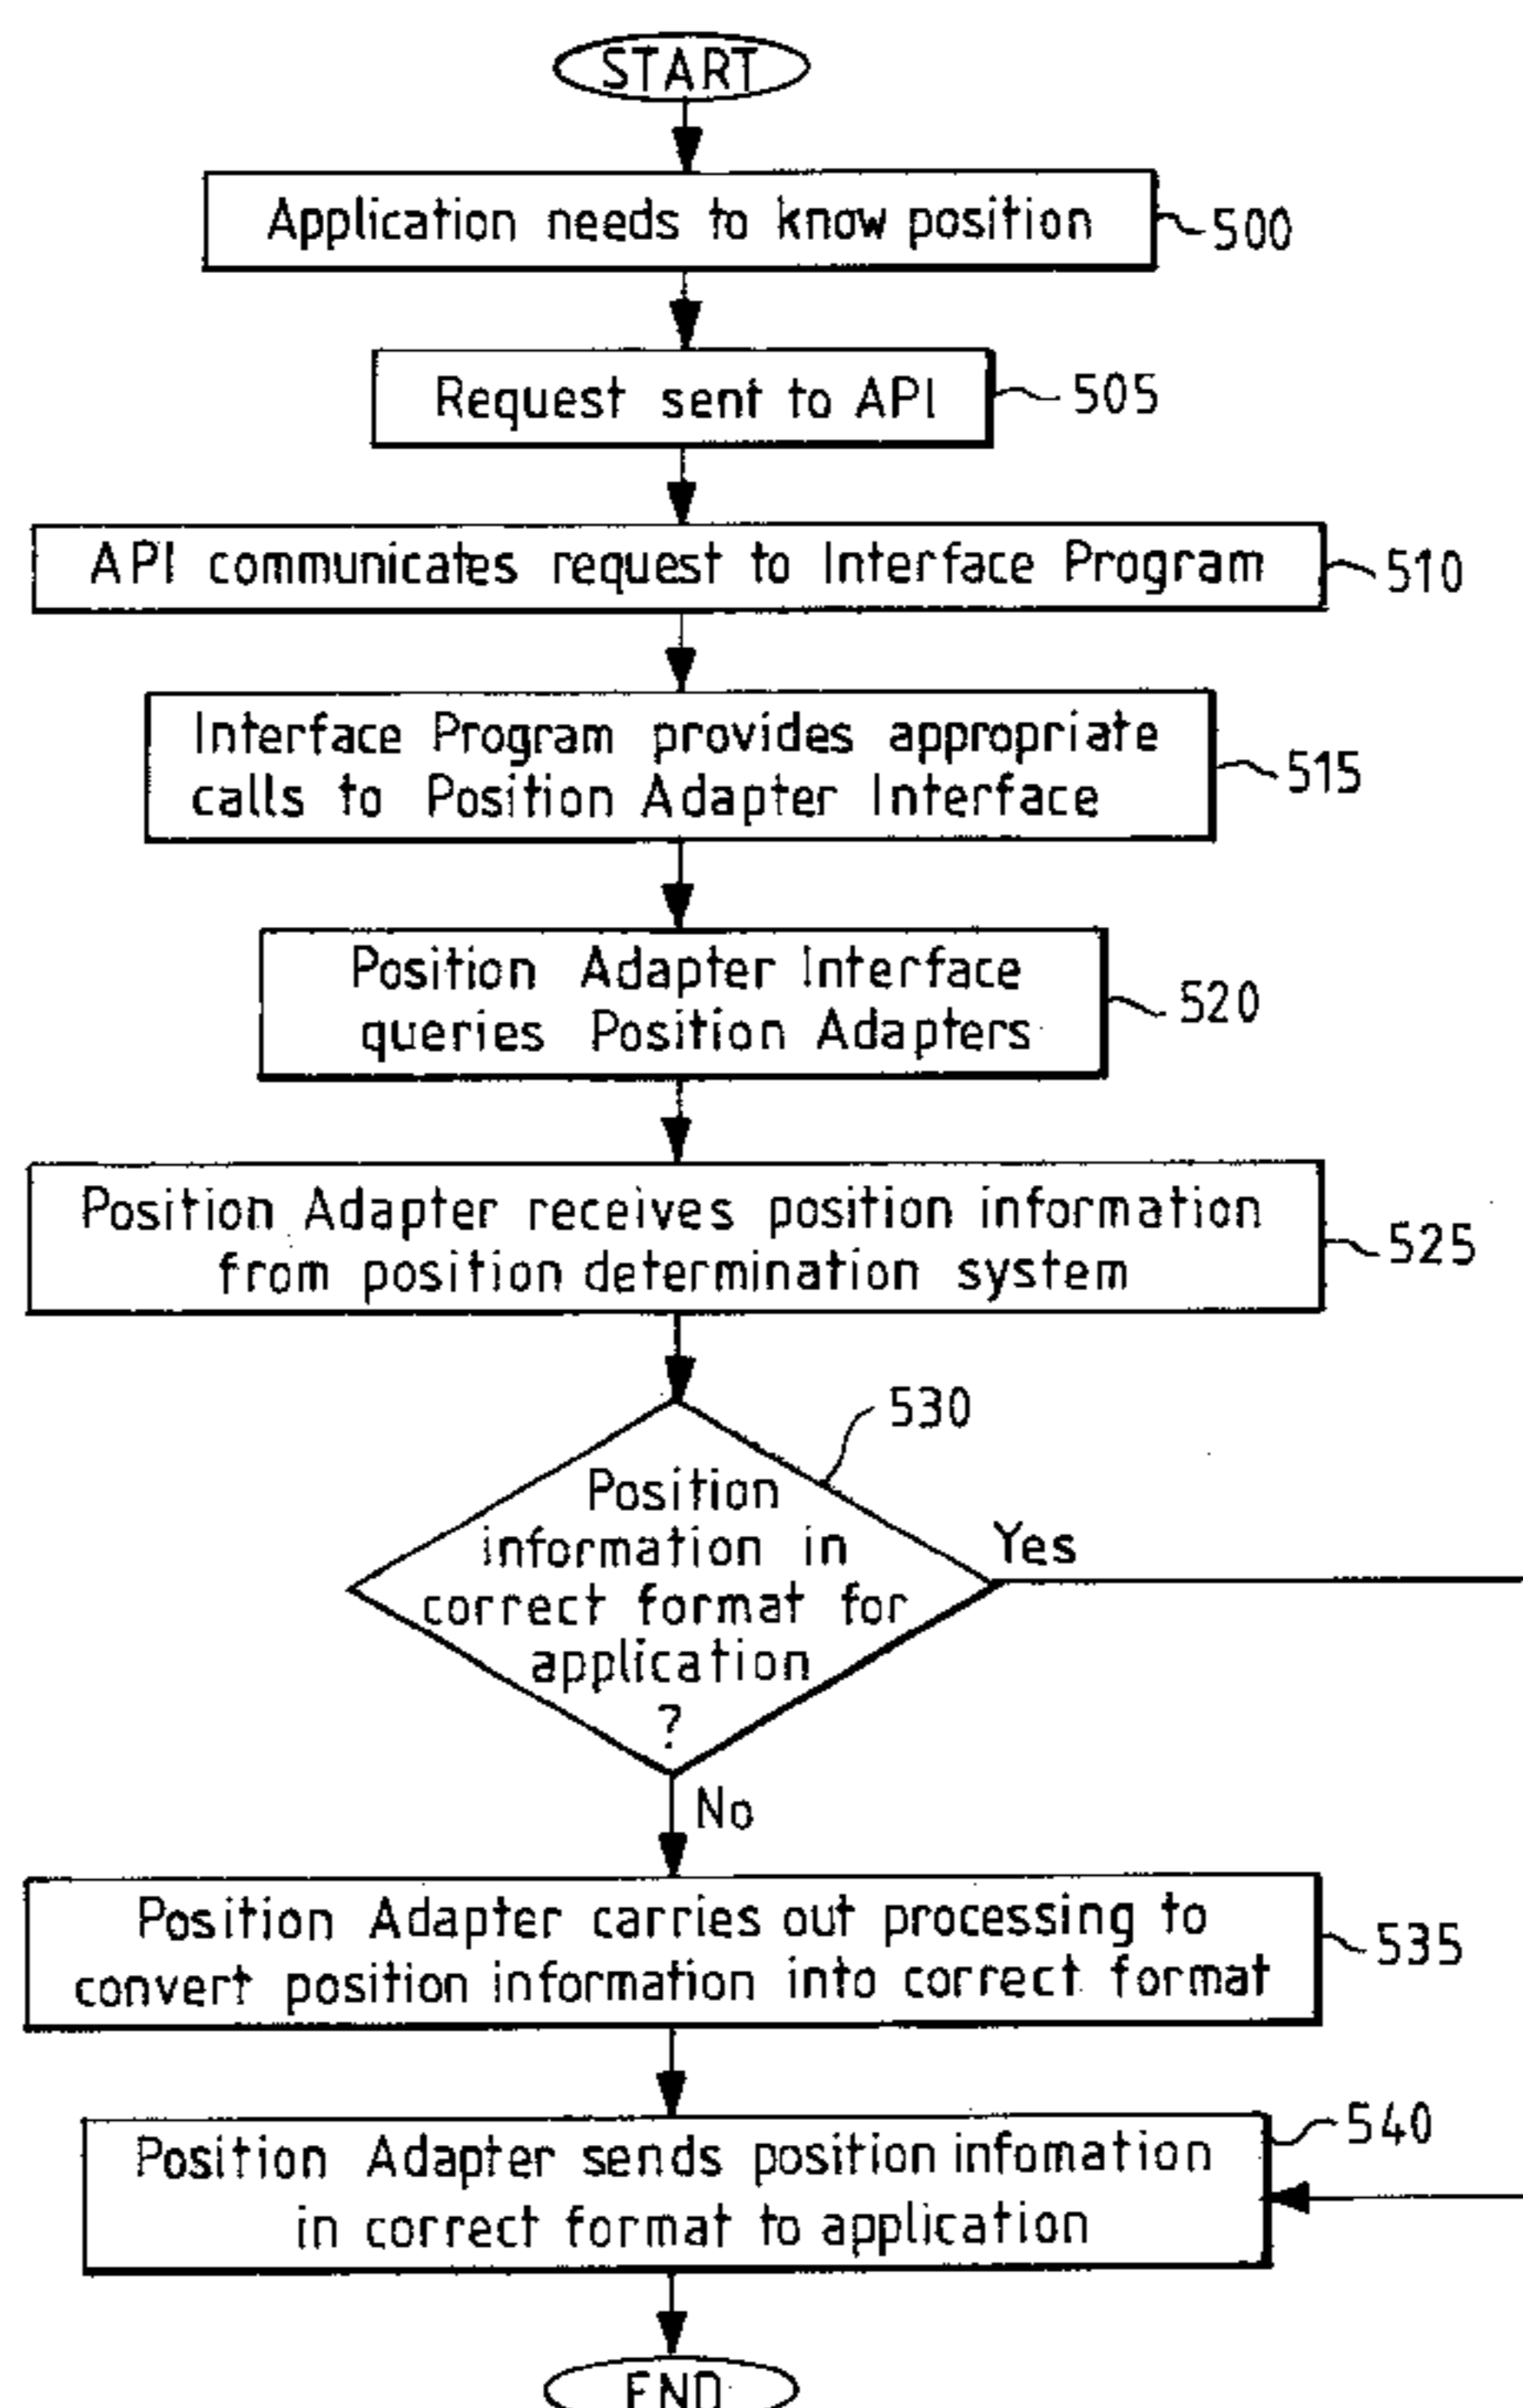 START
Application needs to know position
500
Request sent to API
505
API communicates request to Interface Program
510
Interface Program provides appropriate
calls to Position Adapter Interface
515
Position Adapter Interface
queries Position Adapters
520
Position Adapter receives position information
from position determination system
525
530
Position
information in
correct format for
application
?
Yes
No
Position Adapter carries out processing to
convert position information into correct format
535
Position Adapter sends position infomation
in correct format to application
540
END